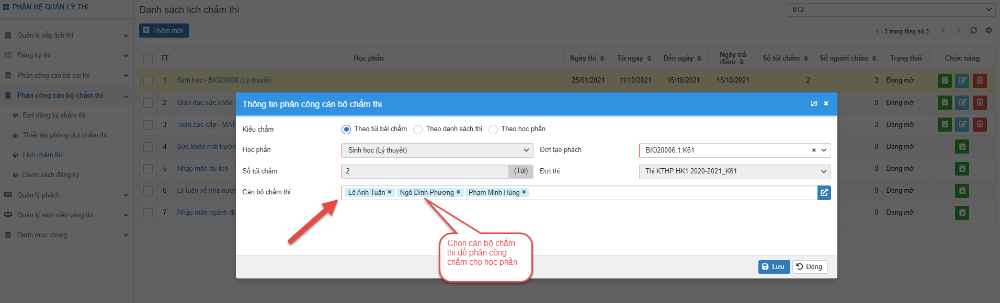 PHÂN HỆ QUẢN LÝ THI
Danh sách lịch chấm thi
012
Thêm mới
1 - 3 trong tổng số 3
Quản lý xếp lịch thi
Đăng ký thi
Phân công cán bộ coi thi
Phân công cán bộ chấm thi
Đợt đăng ký chấm thi
Thiết lập phòng đợt chấm thi
Lịch chấm thi
Danh sách đăng ký
Quản lý phách
Quản lý sinh viên vắng thi
Danh mục chung
TT Học phần Ngày thi Từ ngày Đến ngày Ngày trả điểm Số túi chấm Số người chấm Trạng thái Chức năng
1 Sinh học - BIO20006 (Lý thuyết) 25/01/2021 11/10/2021 15/10/2021 15/10/2021 2 3 Đang mở
2 Giáo dục sức khỏe - 0 Đang mở
3 Toán cao cấp - MAT 3 Đang mở
4 Sức khỏe môi trườn 0 Đang mở
5 Nhập môn du lịch - 0 Đang mở
6 Lý luận về nhà nước 0 Đang mở
7 Nhập môn ngành điề 0 Đang mở
Thông tin phân công cán bộ chấm thi
Kiểu chấm Theo túi bài chấm Theo danh sách thi Theo học phần
Học phần Sinh học (Lý thuyết) Đợt tạo phách BIO20006.1.K61
Số túi chấm 2 (Túi) Đợt thi Thi KTHP HK1 2020-2021_K61
Cán bộ chấm thi Lê Anh Tuân Ngô Đình Phương Phạm Minh Hùng
Chọn cán bộ chấm
thi để phân công
chấm cho học phần
Lưu Đóng